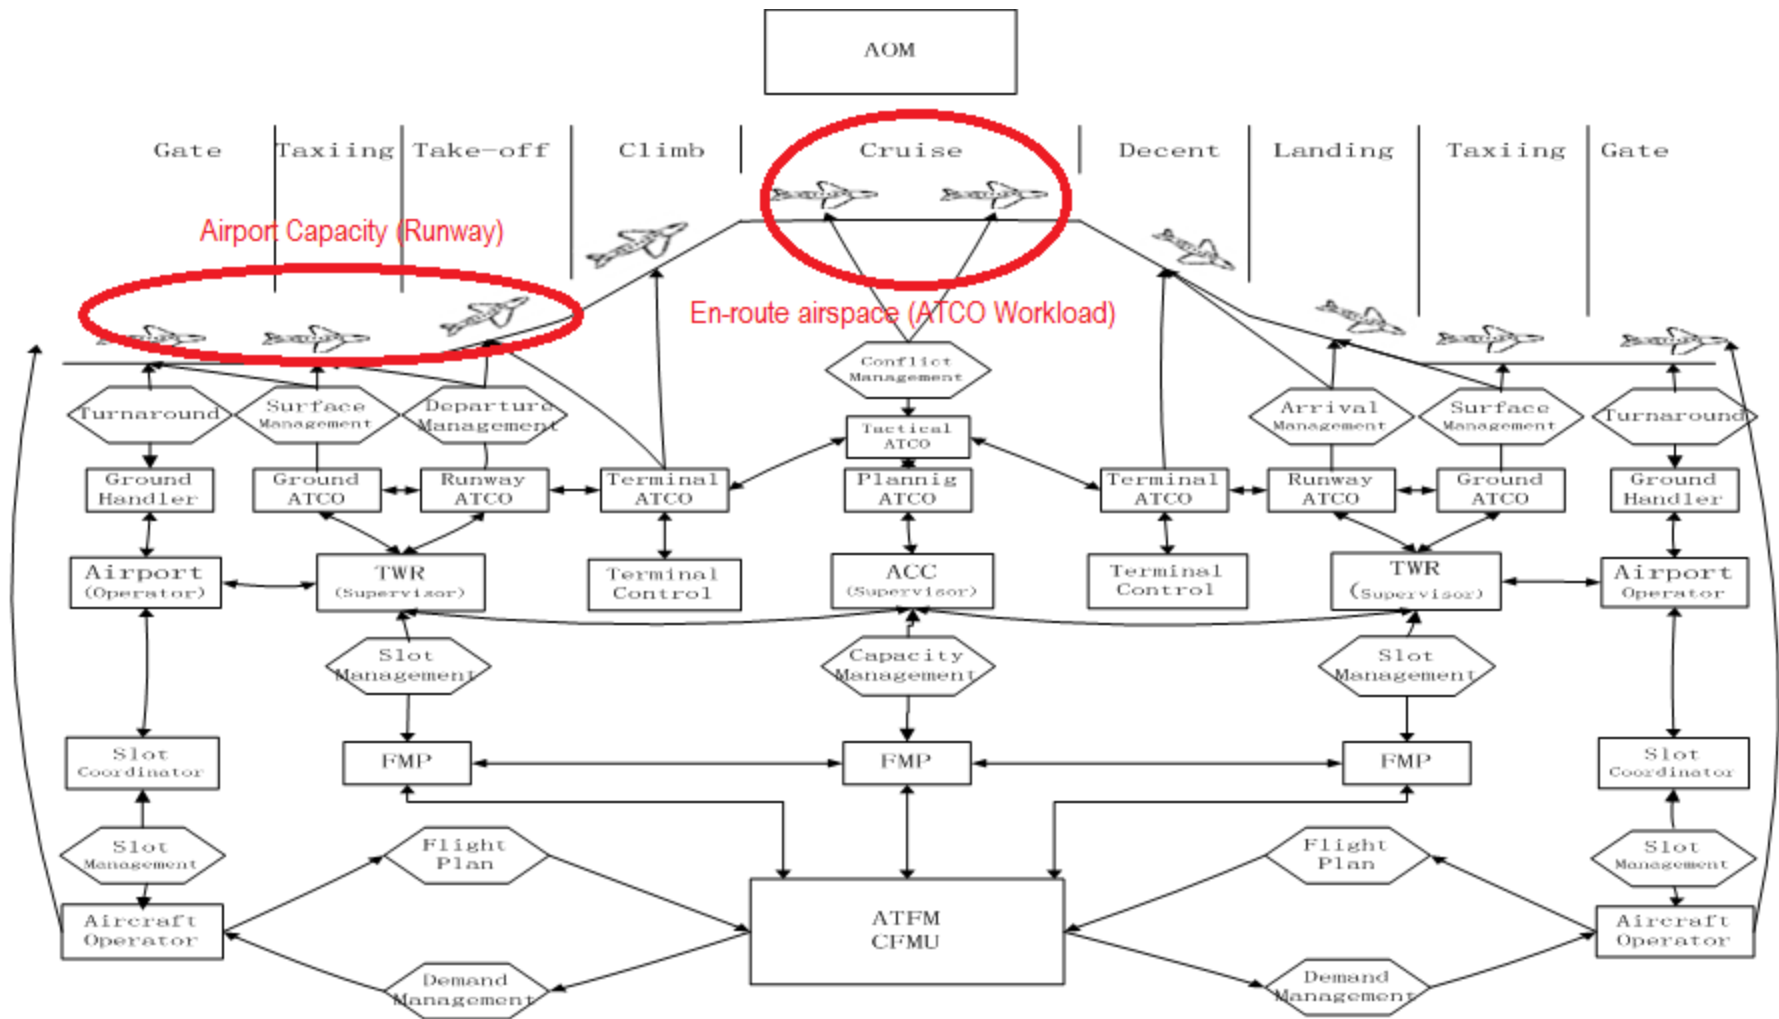 AOM
Gate Taxiing Take-off Climb Cruise Decent Landing Taxiing Gate
Airport Capacity (Runway)
En-route airspace (ATCO Workload)
Conflict
Management
Turnaround
Surface
Management
Departure
Management
Arrival
Management
Surface
Management
Turnaround
Tactical
ATCO
Ground
Handler
Ground
ATCO
Runway
ATCO
Terminal
ATCO
Plannig
ATCO
Terminal
ATCO
Runway
ATCO
Ground
ATCO
Ground
Handler
Airport
(Operator)
TWR
(Supervisor)
Terminal
Control
ACC
(Supervisor)
Terminal
Control
TWR
(Supervisor)
Airport
Operator
Slot
Management
Capacity
Management
Slot
Management
Slot
Coordinator
FMP
FMP
FMP
Slot
Coordinator
Slot
Management
Flight
Plan
Flight
Plan
Slot
Management
Aircraft
Operator
ATFM
CFMU
Aircraft
Operator
Demand
Management
Demand
Management